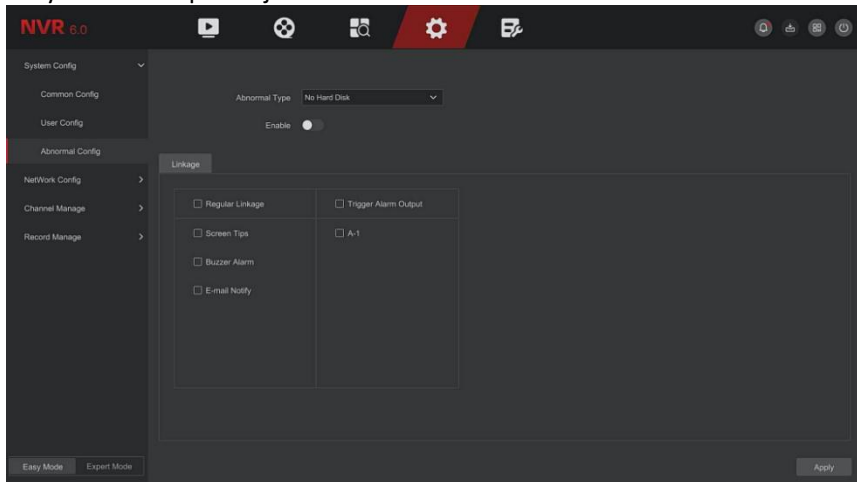 NVR 6.0
System Config
Common Config
User Config
Abnormal Config
NetWork Config
Channel Manage
Record Manage
Easy Mode
Expert Mode
Abnormal Type
No Hard Disk
Enable
Linkage
Regular Linkage
Trigger Alarm Output
Screen Tips
A-1
Buzzer Alarm
E-mail Notify
Apply